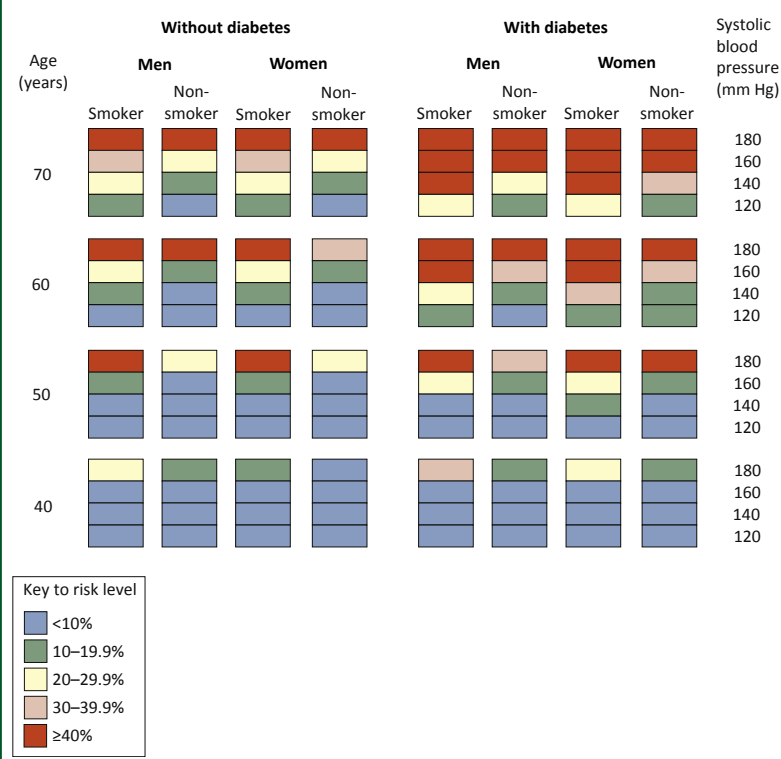 Without diabetes With diabetes Systolic
blood
pressure
(mm Hg)
Age
(years)
Men Women Men Women
Smoker Non-
smoker Smoker Non-
smoker Smoker Non-
smoker Smoker Non-
smoker
70
180
160
140
120
60
180
160
140
120
50
180
160
140
120
40
180
160
140
120
Key to risk level
<10%
10–19.9%
20–29.9%
30–39.9%
≥40%